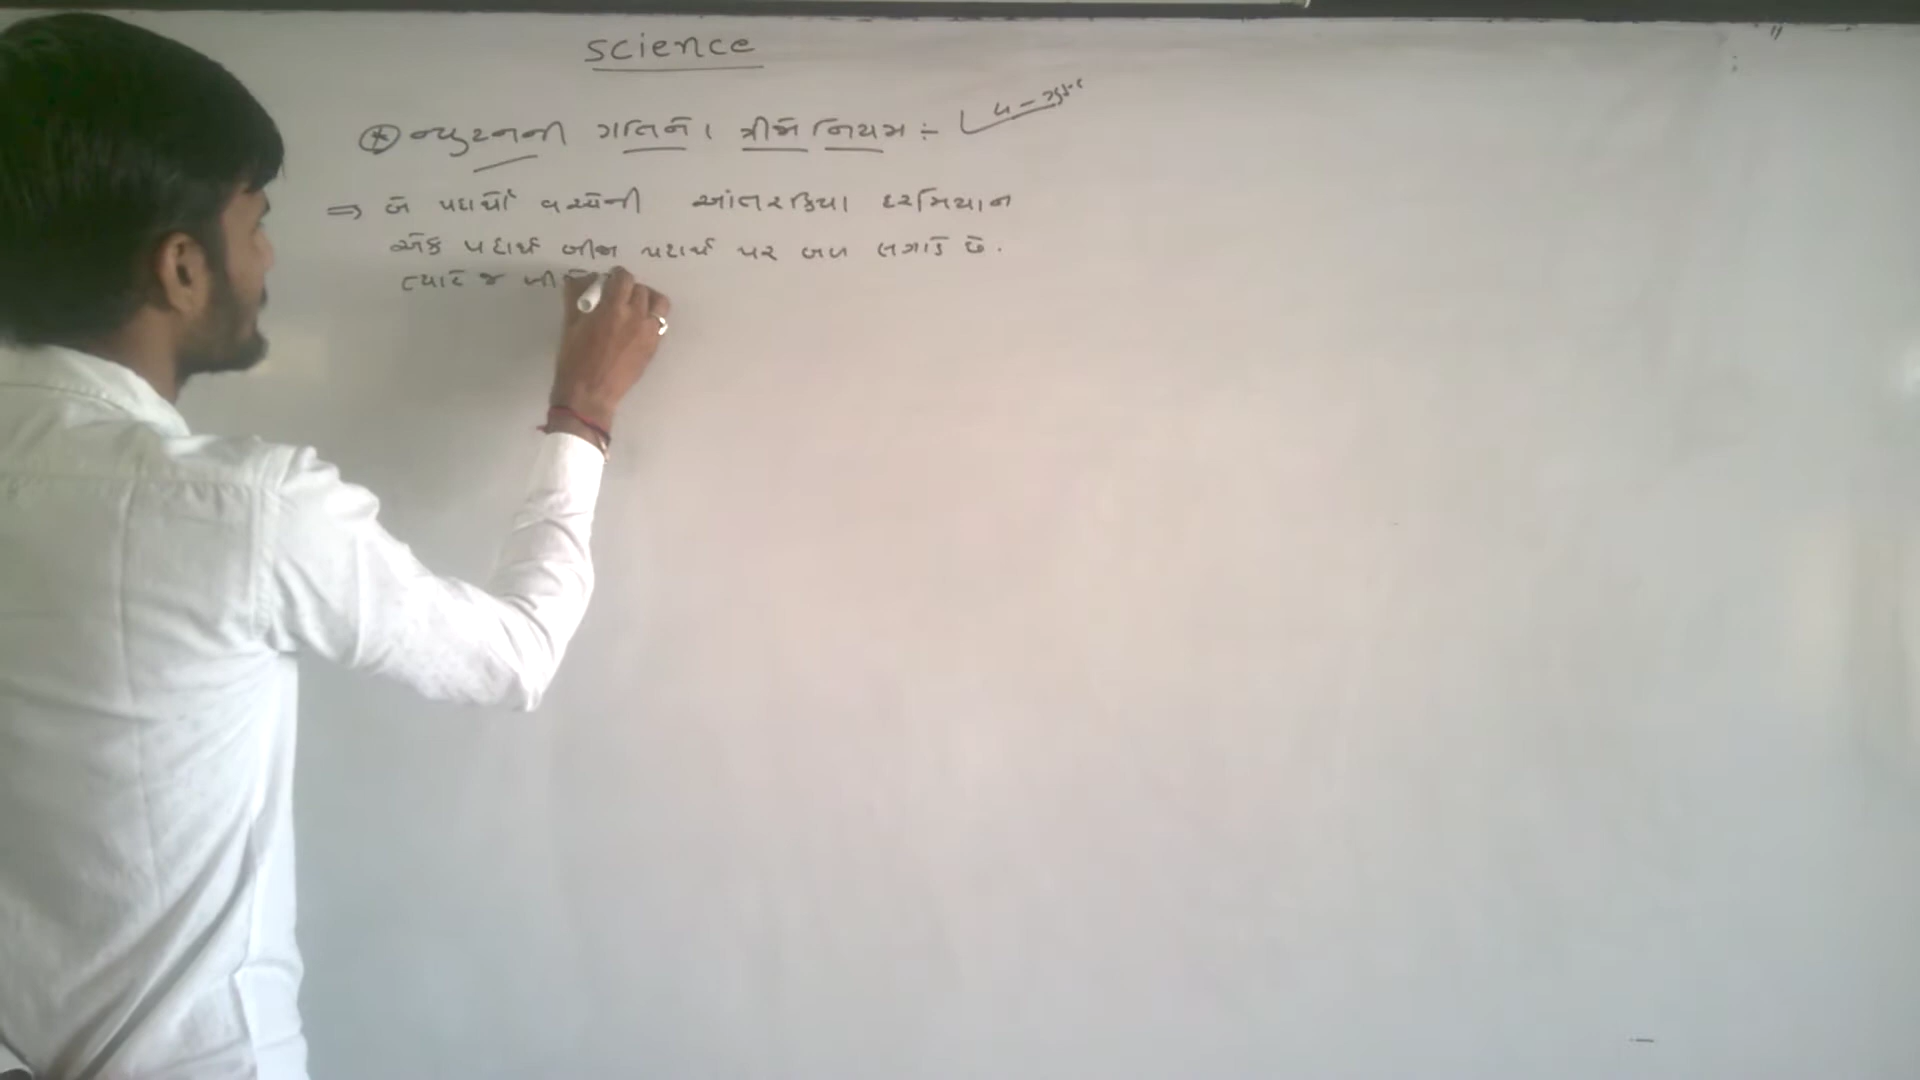 science
ન્યુટનની ગતિનો ત્રીજો નિયમ ÷
⇒ બે પદાર્થો વચ્ચેની આંતરક્રિયા દરમિયાન
એક પદાર્થ બીજા પદાર્થ પર બળ લગાડે છે.
ત્યારે જ